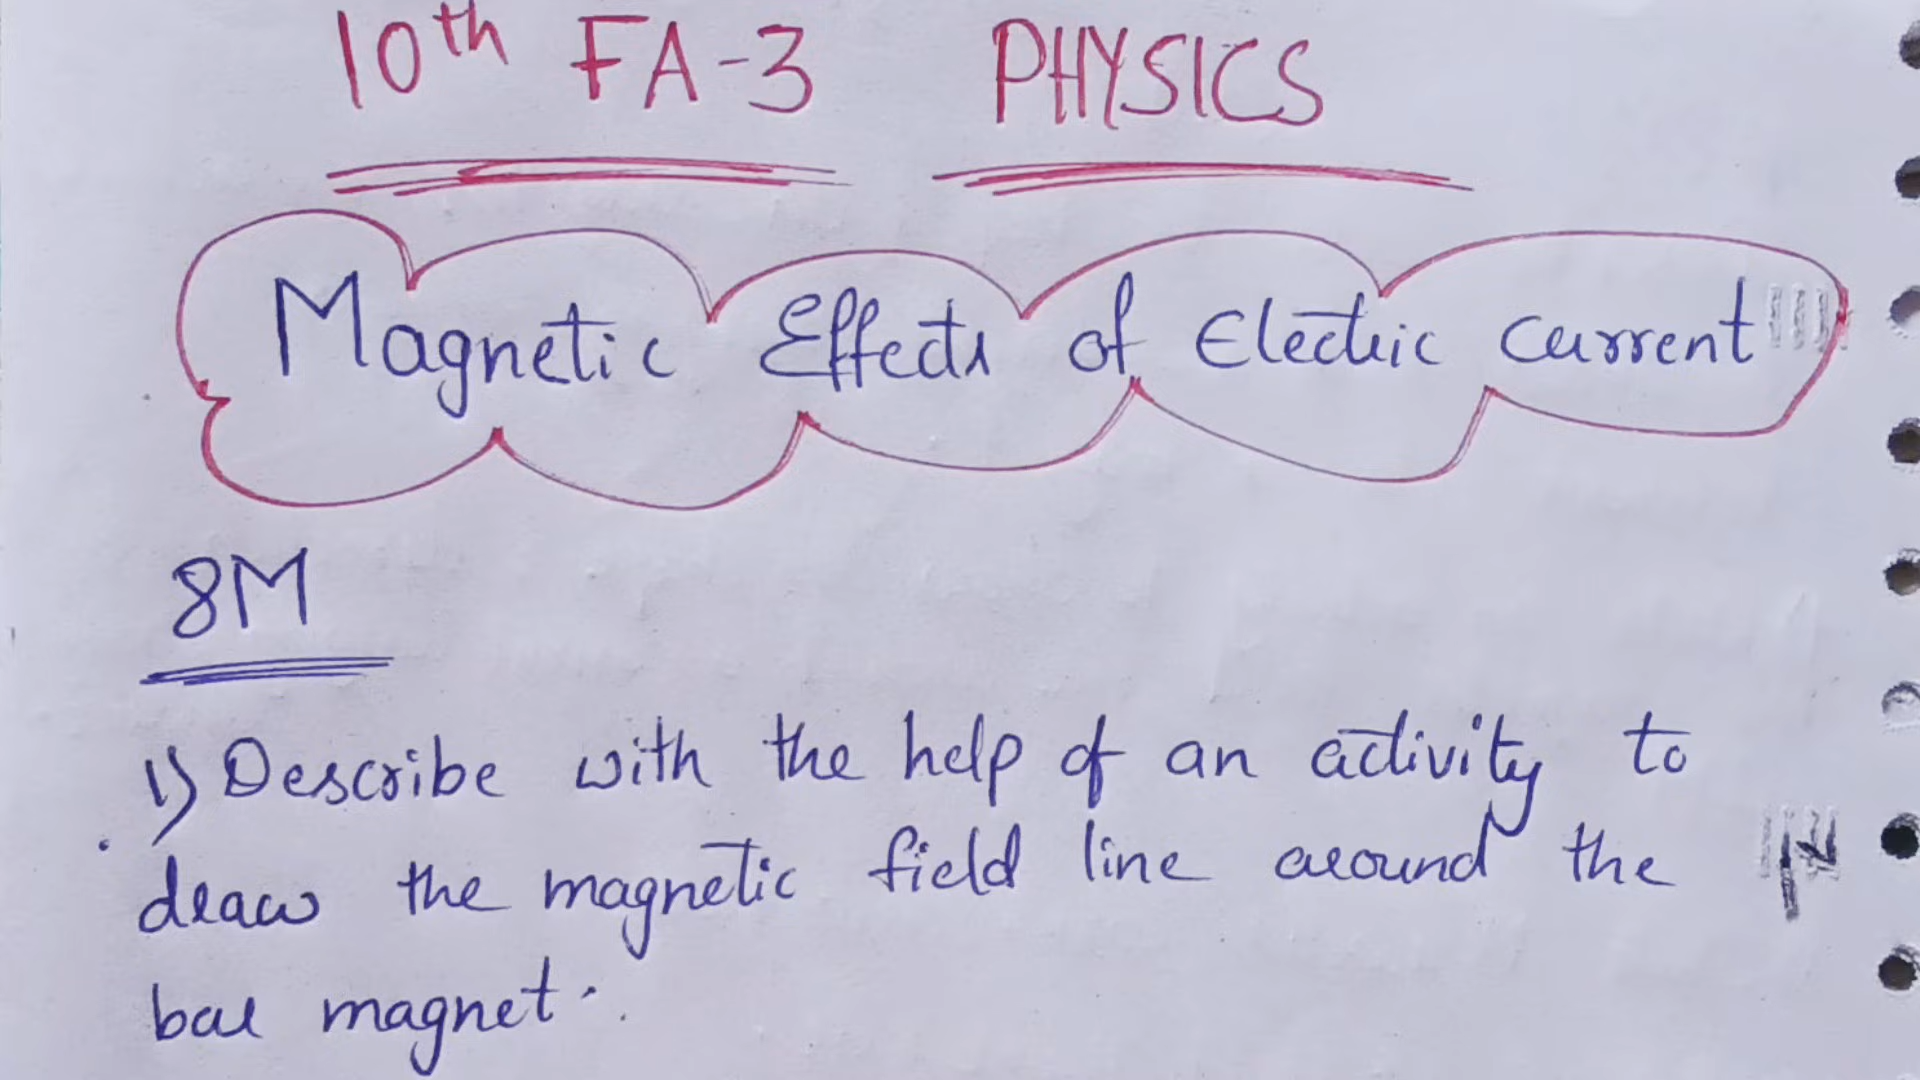 10th FA-3 PHYSICS
Magnetic Effects of Electric current
8M
1) Describe with the help of an activity to
draw the magnetic field line around the
bar magnet.